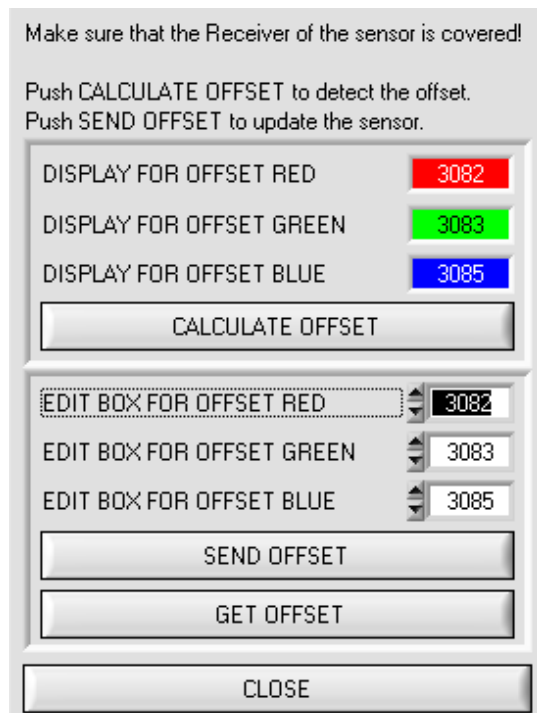 Make sure that the Receiver of the sensor is covered!
Push CALCULATE OFFSET to detect the offset.
Push SEND OFFSET to update the sensor.
DISPLAY FOR OFFSET RED 3082
DISPLAY FOR OFFSET GREEN 3083
DISPLAY FOR OFFSET BLUE 3085
CALCULATE OFFSET
EDIT BOX FOR OFFSET RED 3082
EDIT BOX FOR OFFSET GREEN 3083
EDIT BOX FOR OFFSET BLUE 3085
SEND OFFSET
GET OFFSET
CLOSE